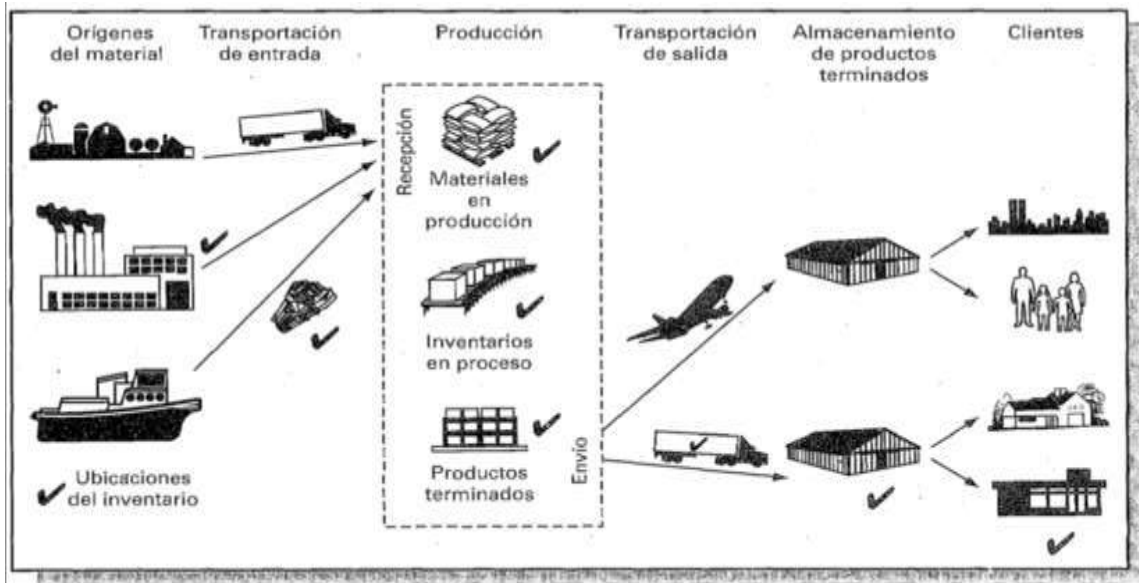 Orígenes
del material
Transportación
de entrada
Producción
Transportación
de salida
Almacenamiento
de productos
terminados
Clientes
Recepción
Materiales
en
producción
Inventarios
en proceso
Productos
terminados
Envío
Ubicaciones
del inventario